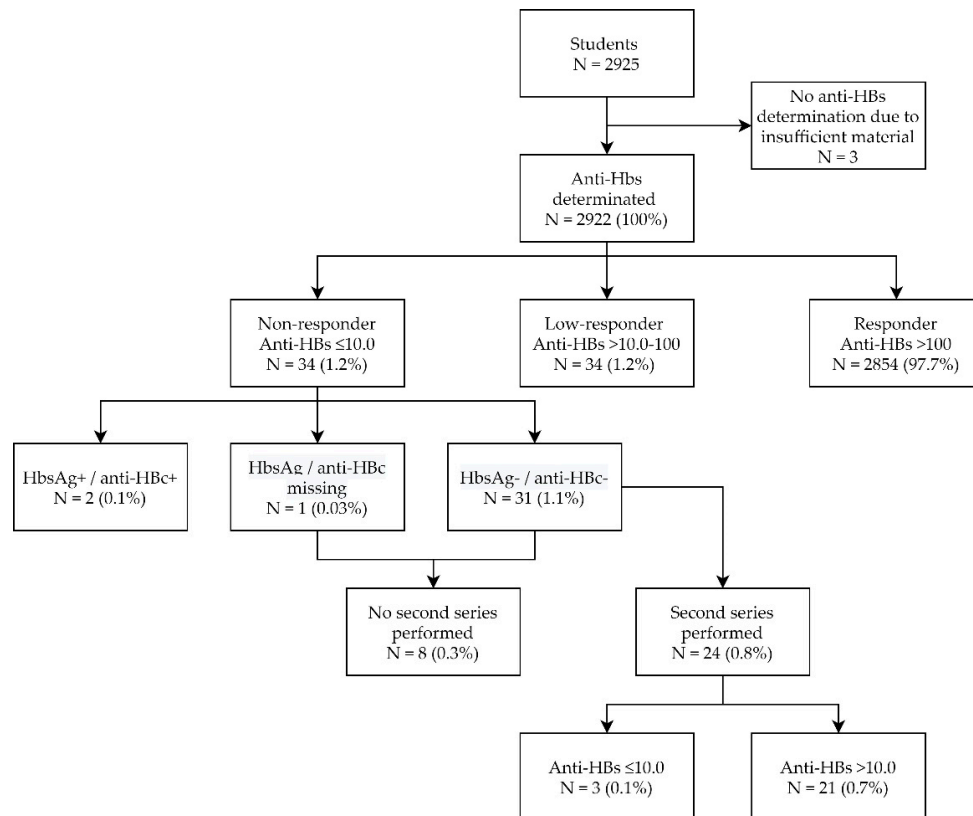 Students
N = 2925
No anti-HBs
determination due to
insufficient material
N = 3
Anti-Hbs
determinated
N = 2922 (100%)
Non-responder
Anti-HBs ≤10.0
N = 34 (1.2%)
Low-responder
Anti-HBs >10.0-100
N = 34 (1.2%)
Responder
Anti-HBs >100
N = 2854 (97.7%)
HbsAg+ / anti-HBc+
N = 2 (0.1%)
HbsAg / anti-HBc
missing
N = 1 (0.03%)
HbsAg- / anti-HBc-
N = 31 (1.1%)
No second series
performed
N = 8 (0.3%)
Second series
performed
N = 24 (0.8%)
Anti-HBs ≤10.0
N = 3 (0.1%)
Anti-HBs >10.0
N = 21 (0.7%)